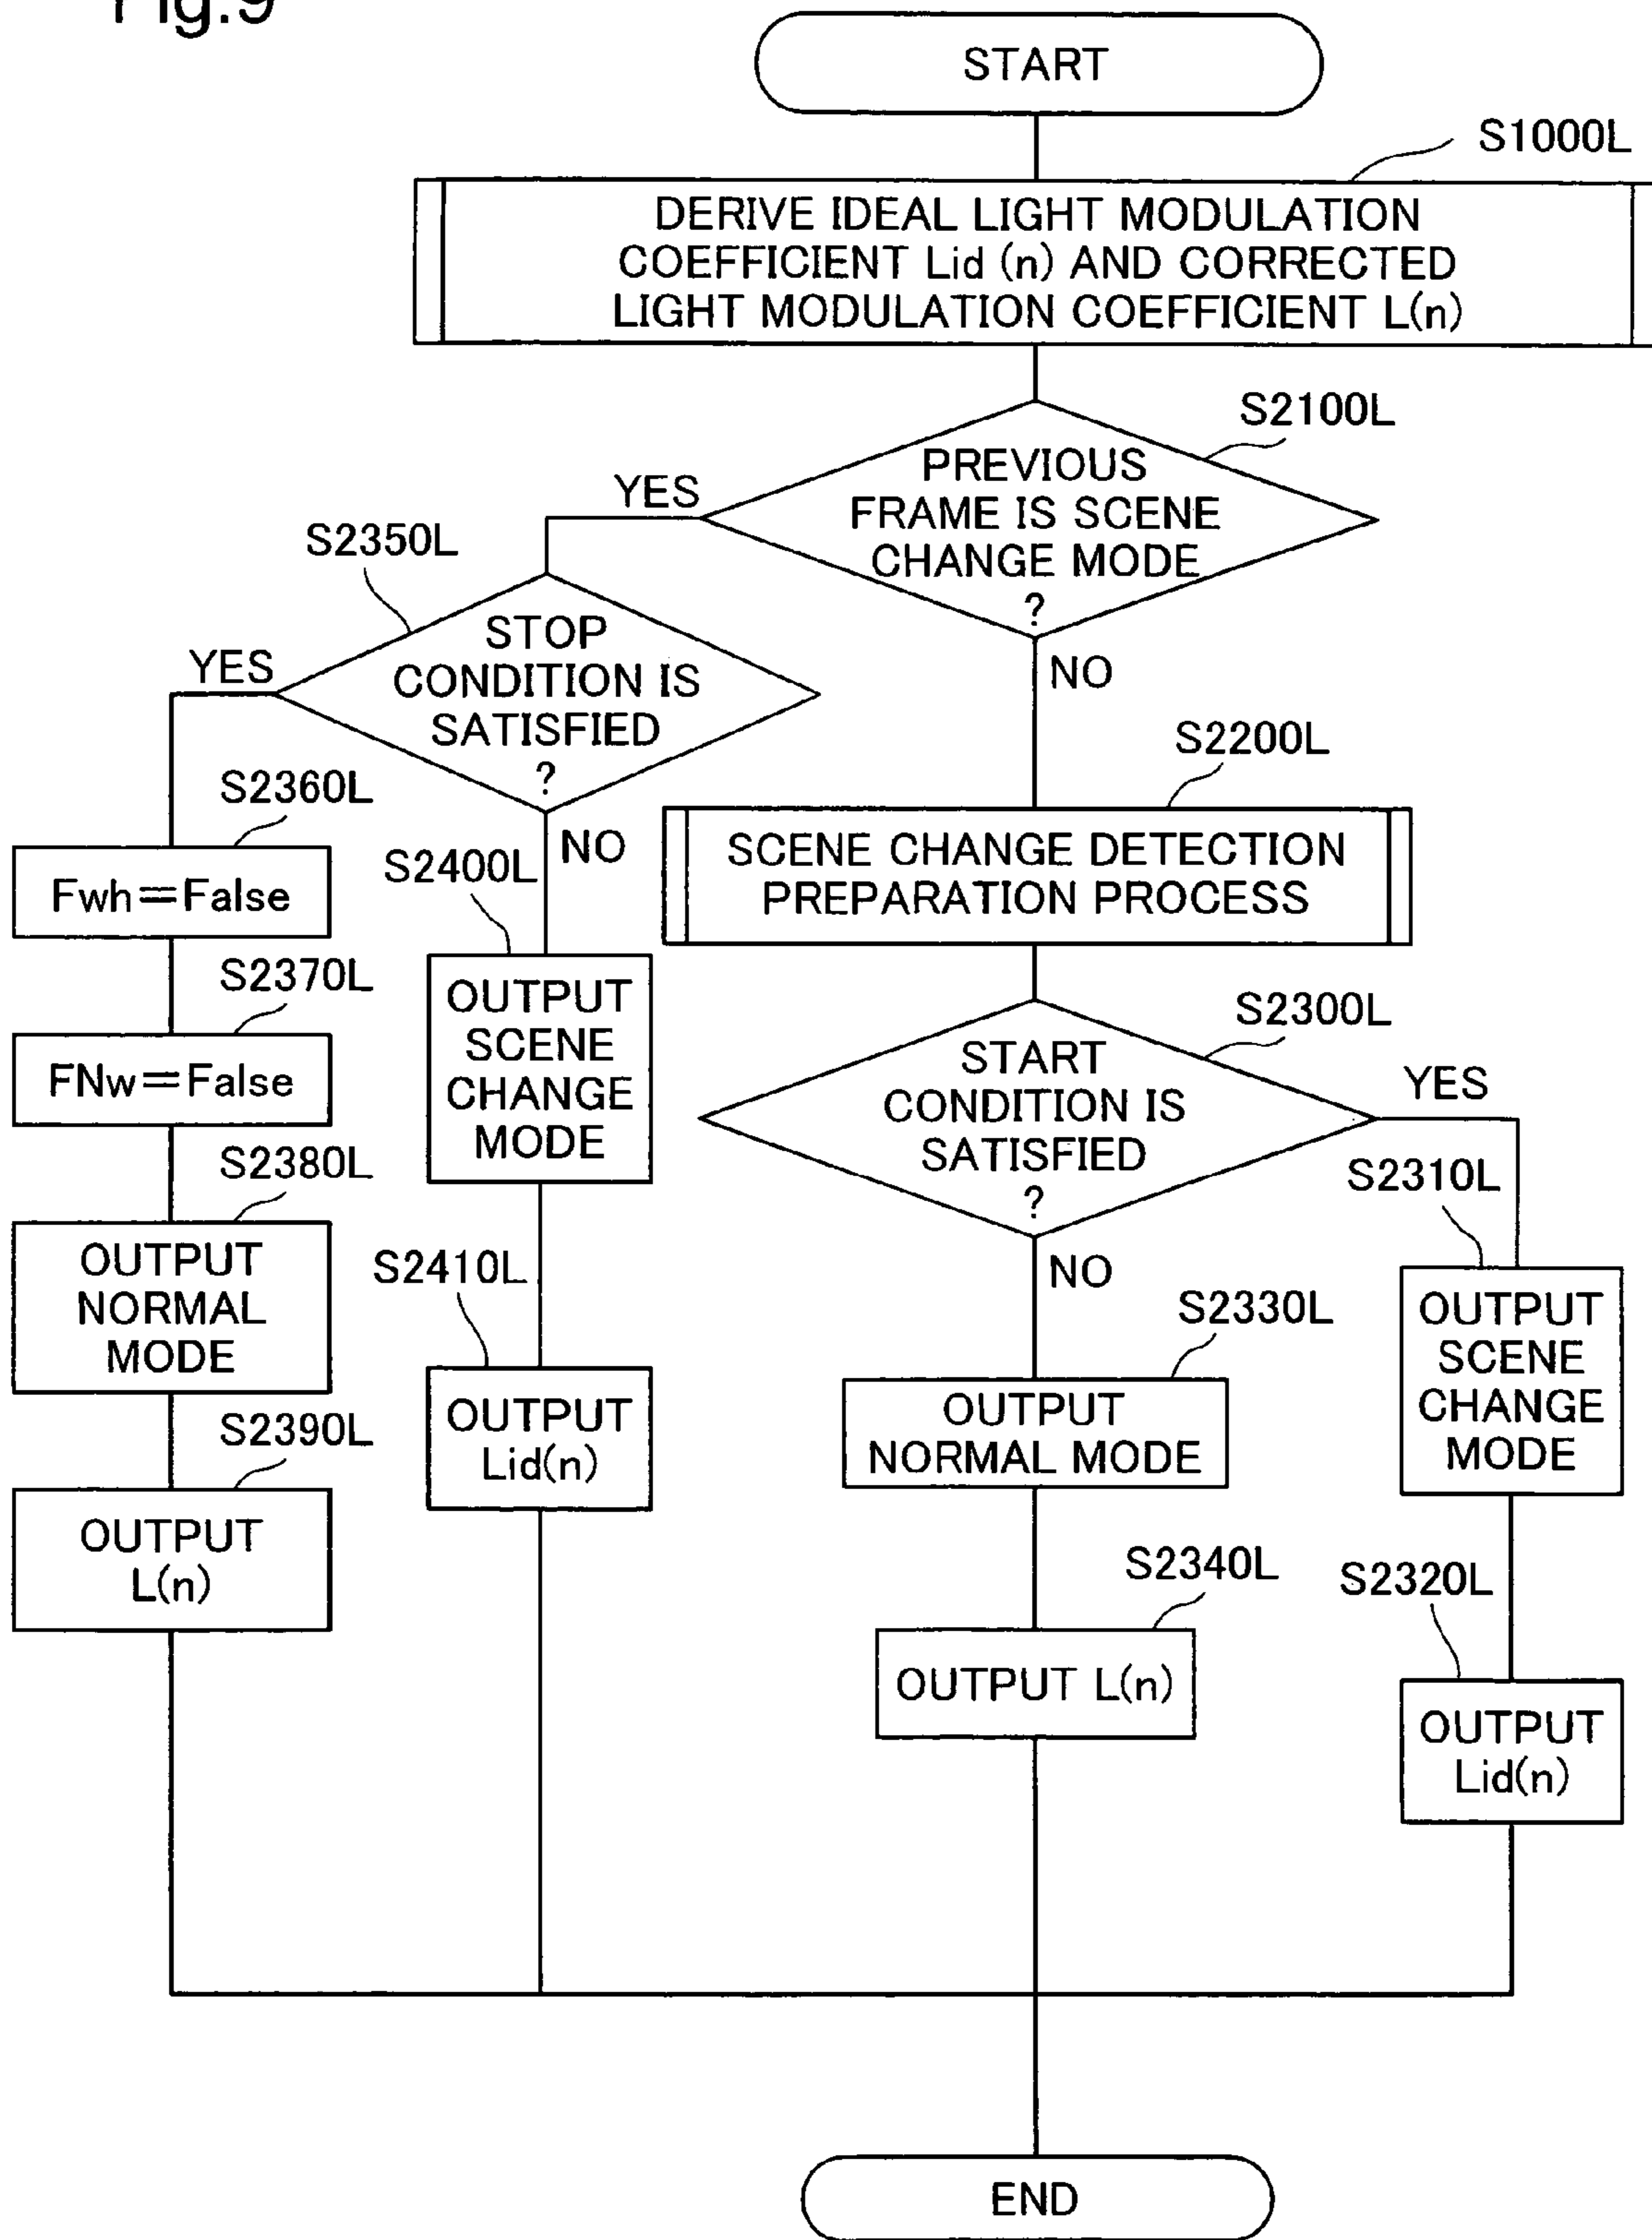 Fig.9
START
S1000L
DERIVE IDEAL LIGHT MODULATION
COEFFICIENT Lid (n) AND CORRECTED
LIGHT MODULATION COEFFICIENT L(n)
S2100L
PREVIOUS
FRAME IS SCENE
CHANGE MODE
?
YES
NO
S2350L
STOP
CONDITION IS
SATISFIED
?
YES
NO
S2360L
Fwh=False
S2370L
FNw=False
S2380L
OUTPUT
NORMAL
MODE
S2390L
OUTPUT
L(n)
S2400L
OUTPUT
SCENE
CHANGE
MODE
S2410L
OUTPUT
Lid(n)
S2200L
SCENE CHANGE DETECTION
PREPARATION PROCESS
S2300L
START
CONDITION IS
SATISFIED
?
YES
NO
S2330L
OUTPUT
NORMAL MODE
S2340L
OUTPUT L(n)
S2310L
OUTPUT
SCENE
CHANGE
MODE
S2320L
OUTPUT
Lid(n)
END